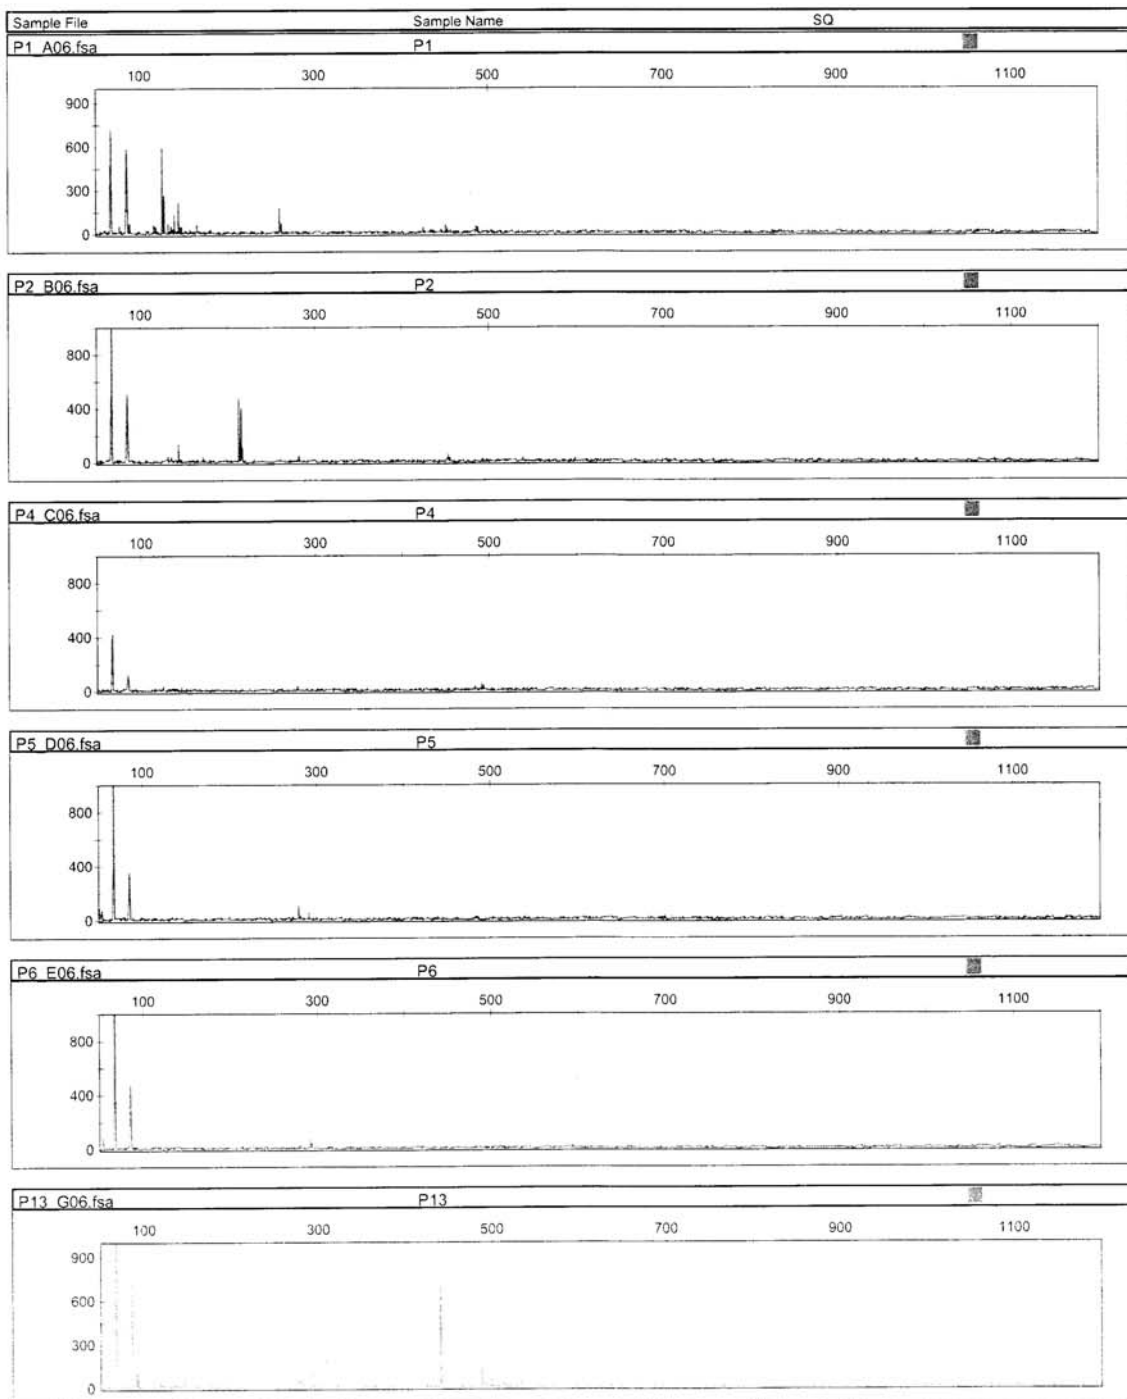 Sample File Sample Name SQ
P1_A06.fsa P1
100 300 500 700 900 1100
900
600
300
0
P2_B06.fsa P2
100 300 500 700 900 1100
800
400
0
P4_C06.fsa P4
100 300 500 700 900 1100
800
400
0
P5_D06.fsa P5
100 300 500 700 900 1100
800
400
0
P6_E06.fsa P6
100 300 500 700 900 1100
800
400
0
P13_G06.fsa P13
100 300 500 700 900 1100
900
600
300
0